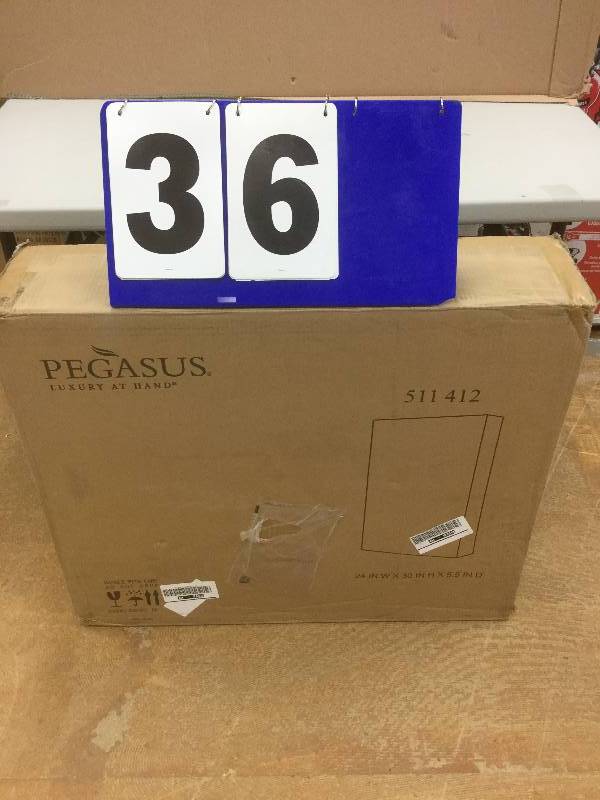 36
PEGASUS®
LUXURY AT HAND®
511 412
24 IN W X 30 IN H X 5.5 IN D